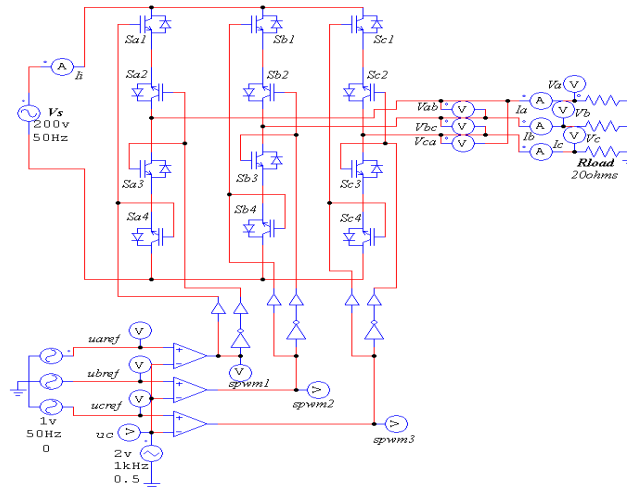 Sa1
Sb1
Sc1
A
Ii
Sa2
Sb2
Sc2
Vs
200v
50Hz
Va
V
Vab
V
Ia
A
V
Vb
Vbc
V
Ib
A
V
Vc
Vca
V
Ic
A
Sa3
Sb3
Sc3
Rload
20ohms
Sa4
Sb4
Sc4
uaref
V
ubref
V
spwm1
V
ucref
V
spwm2
V
1v
50Hz
0
uc
V
spwm3
V
2v
1kHz
0.5